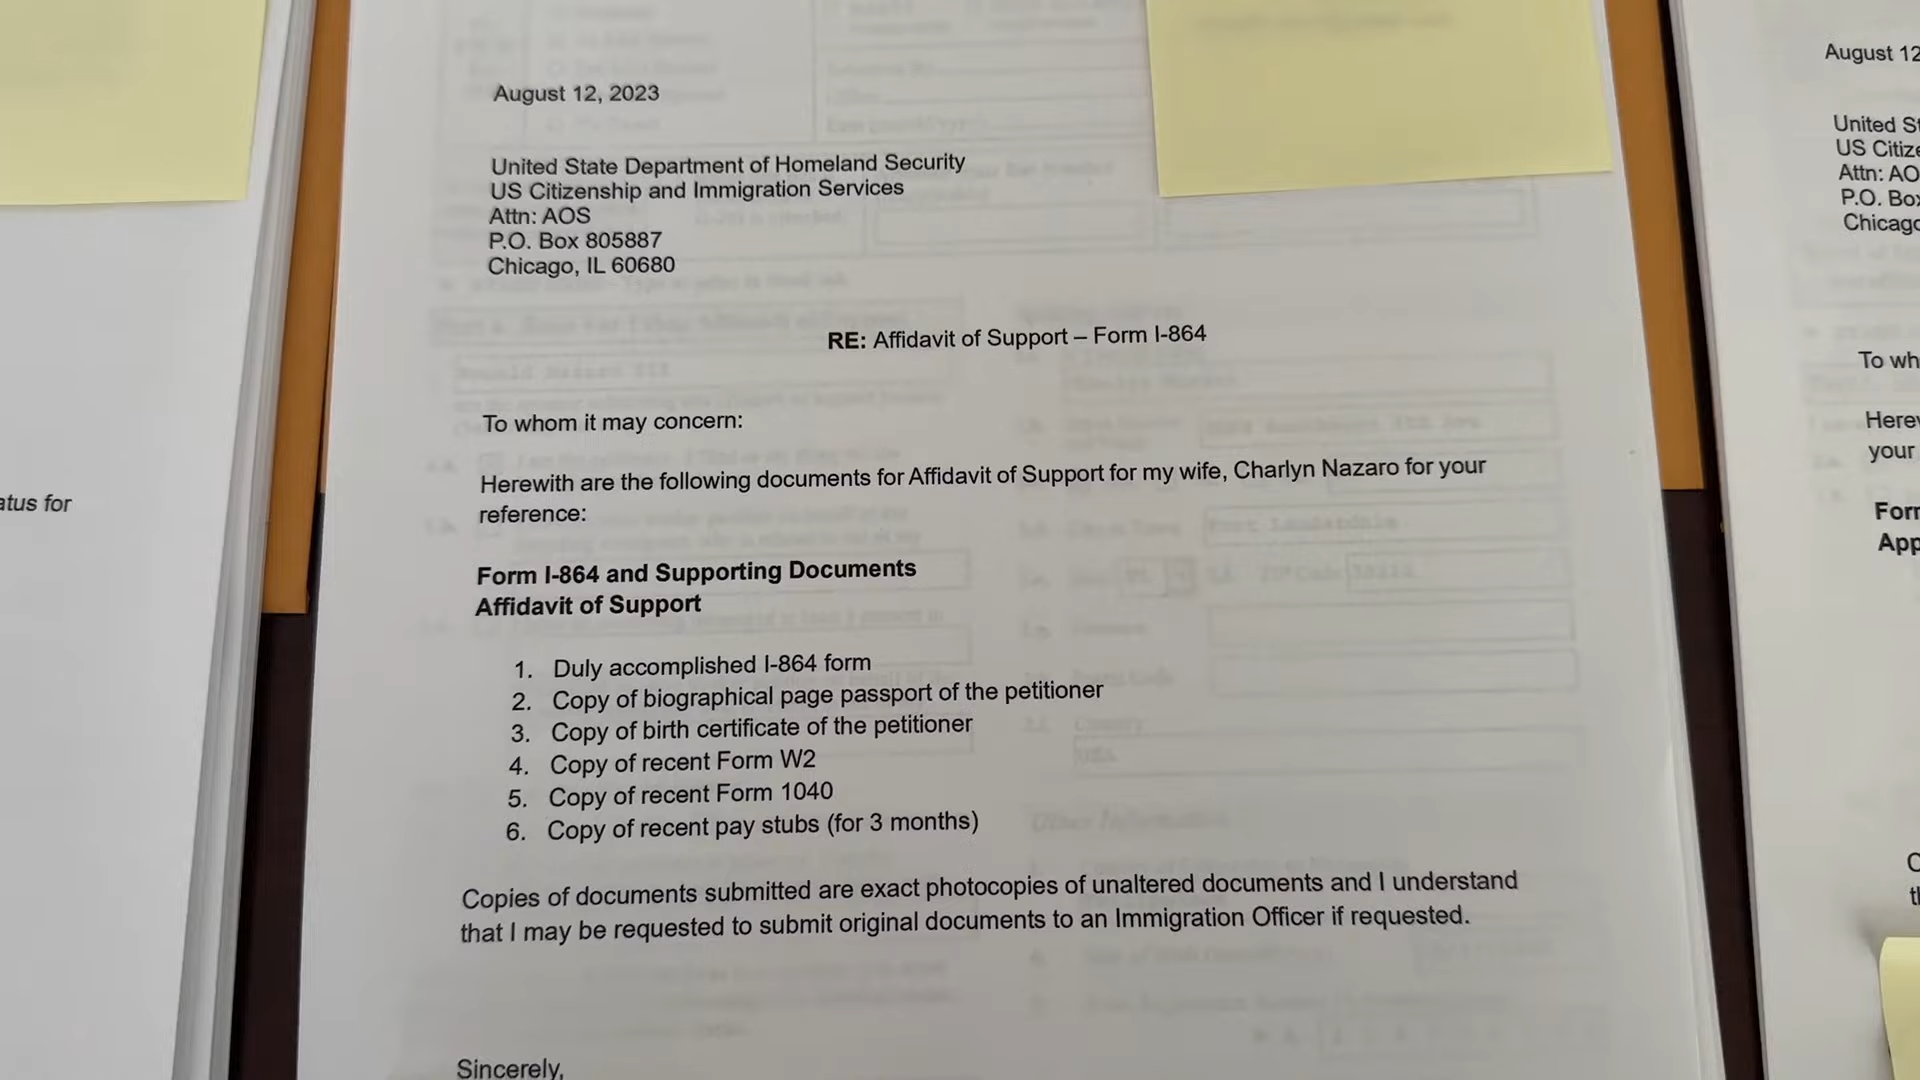 atus for
August 12, 2023
United State Department of Homeland Security
US Citizenship and Immigration Services
Attn: AOS
P.O. Box 805887
Chicago, IL 60680
RE: Affidavit of Support – Form I-864
To whom it may concern:
Herewith are the following documents for Affidavit of Support for my wife, Charlyn Nazaro for your
reference:
Form I-864 and Supporting Documents
Affidavit of Support
1. Duly accomplished I-864 form
2. Copy of biographical page passport of the petitioner
3. Copy of birth certificate of the petitioner
4. Copy of recent Form W2
5. Copy of recent Form 1040
6. Copy of recent pay stubs (for 3 months)
Copies of documents submitted are exact photocopies of unaltered documents and I understand
that I may be requested to submit original documents to an Immigration Officer if requested.
Sincerely,
August 12
United St
US Citize
Attn: AO
P.O. Box
Chicago
To wh
Herew
your
Form
App